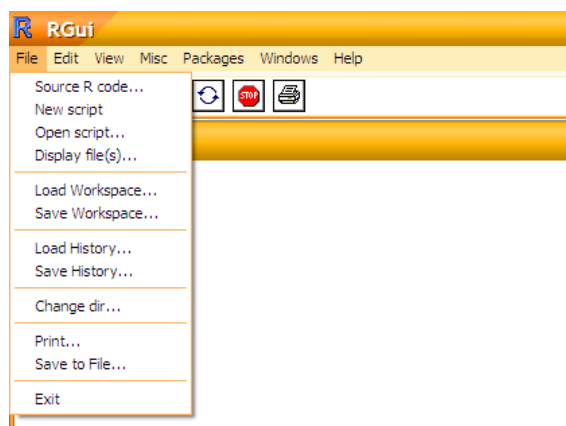 R RGui
File Edit View Misc Packages Windows Help
Source R code...
New script
STOP
Open script...
Display file(s)...
Load Workspace...
Save Workspace...
Load History...
Save History...
Change dir...
Print...
Save to File...
Exit